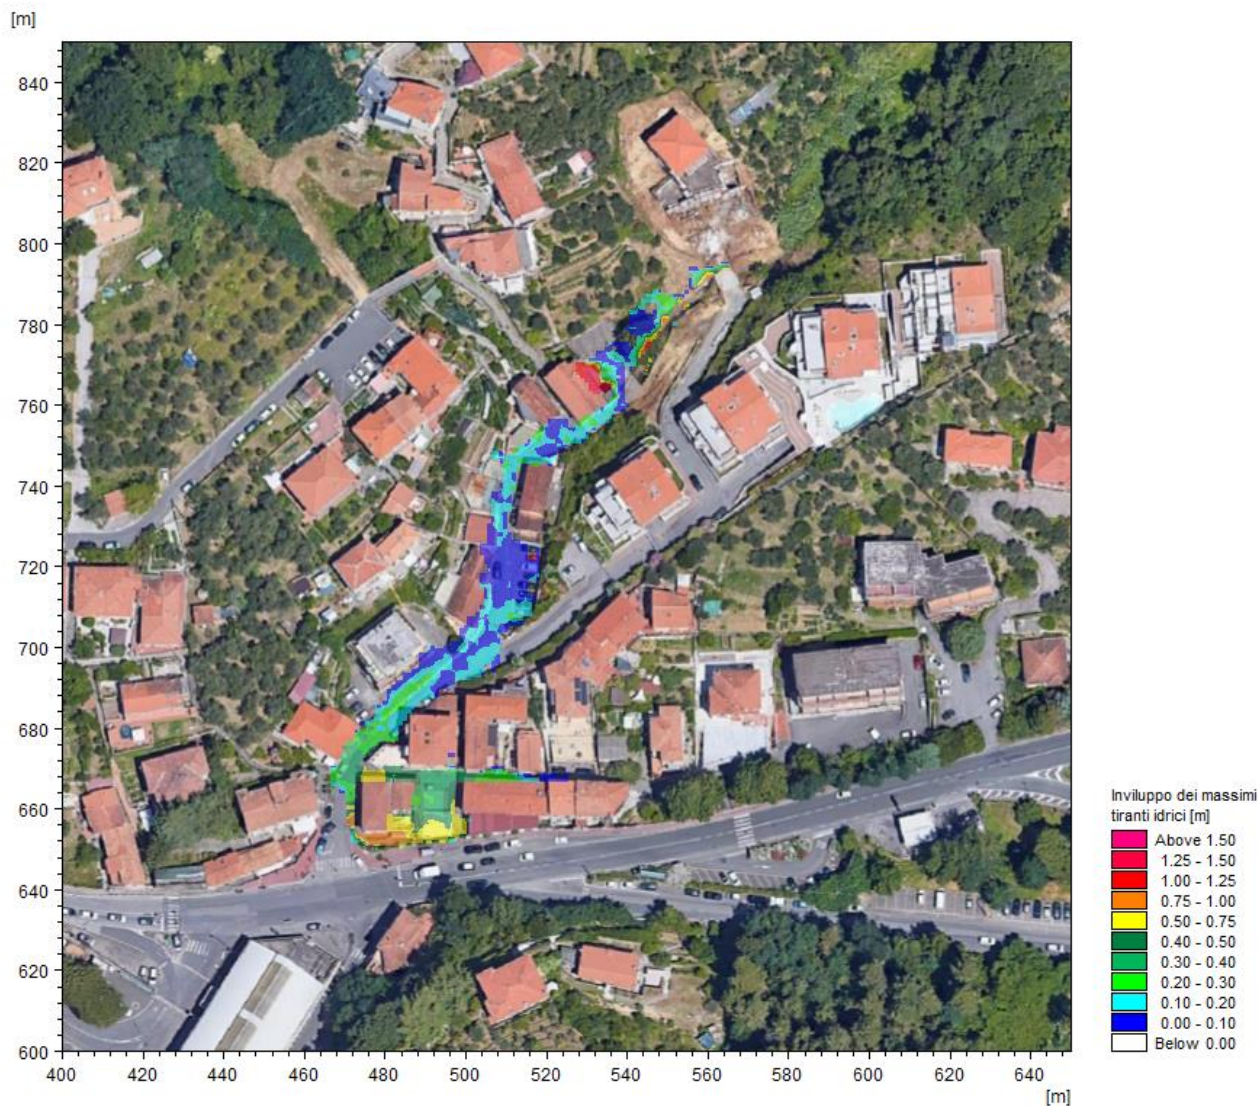 [m]
840
820
800
780
760
740
720
700
680
660
640
620
600
400 420 440 460 480 500 520 540 560 580 600 620 640
[m]
Inviluppo dei massimi
tiranti idrici [m]
Above 1.50
1.25 - 1.50
1.00 - 1.25
0.75 - 1.00
0.50 - 0.75
0.40 - 0.50
0.30 - 0.40
0.20 - 0.30
0.10 - 0.20
0.00 - 0.10
Below 0.00